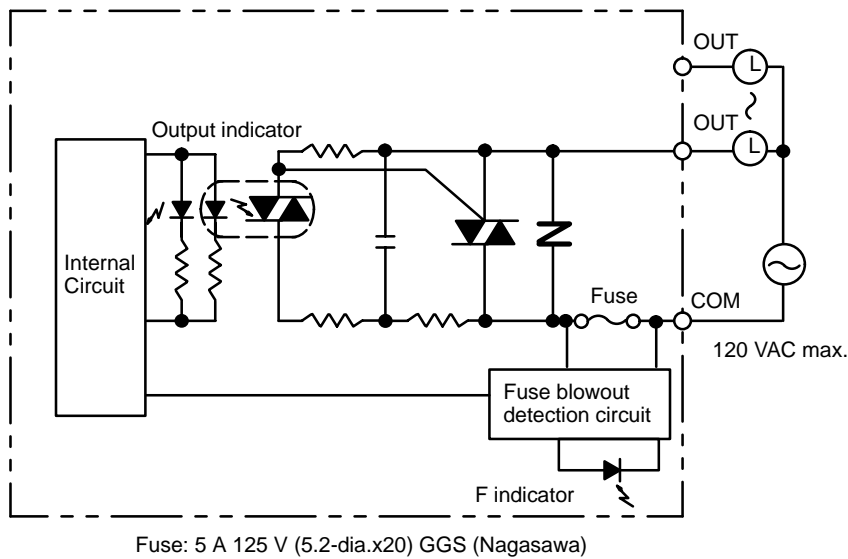 OUT
L
Output indicator
OUT
L
Internal
Circuit
Fuse
COM
120 VAC max.
Fuse blowout
detection circuit
F indicator
Fuse: 5 A 125 V (5.2-dia.x20) GGS (Nagasawa)